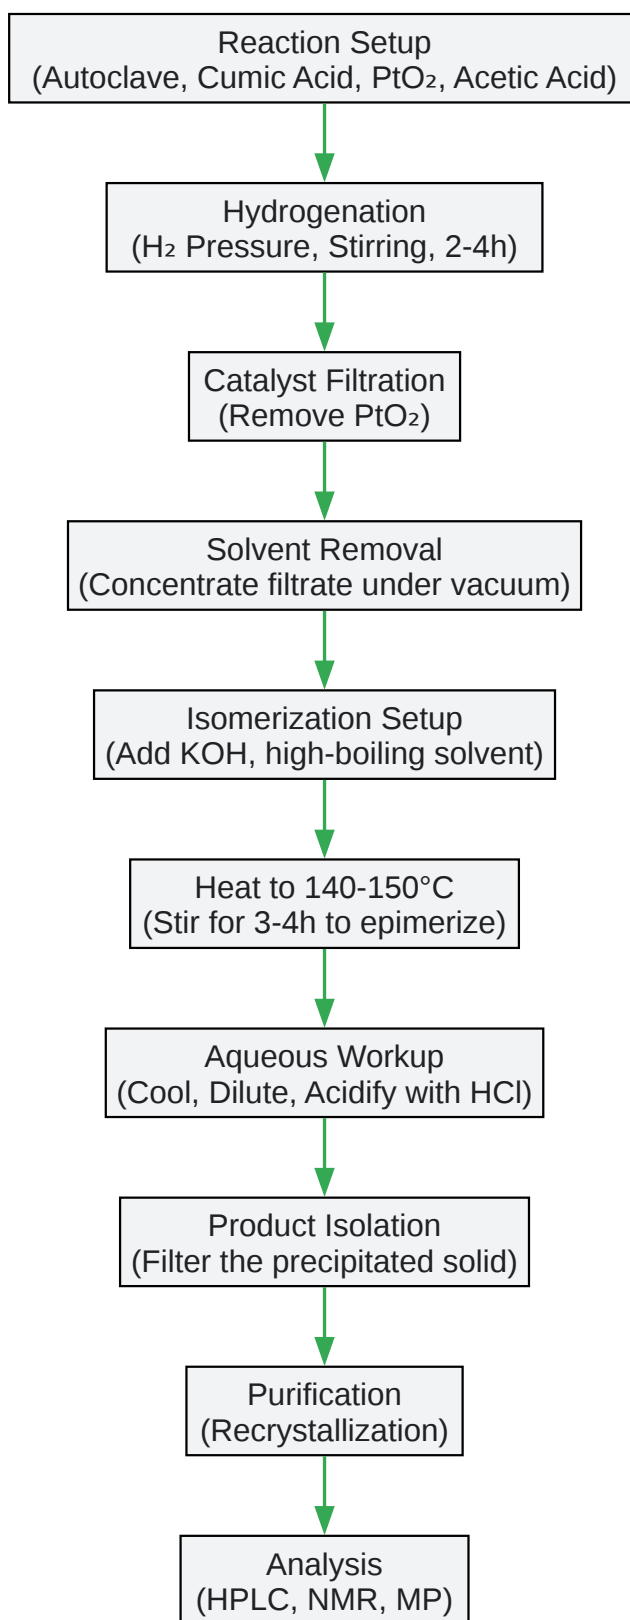 Reaction Setup
(Autoclave, Cumic Acid, PtO₂, Acetic Acid)
Hydrogenation
(H₂ Pressure, Stirring, 2-4h)
Catalyst Filtration
(Remove PtO₂)
Solvent Removal
(Concentrate filtrate under vacuum)
Isomerization Setup
(Add KOH, high-boiling solvent)
Heat to 140-150°C
(Stir for 3-4h to epimerize)
Aqueous Workup
(Cool, Dilute, Acidify with HCl)
Product Isolation
(Filter the precipitated solid)
Purification
(Recrystallization)
Analysis
(HPLC, NMR, MP)